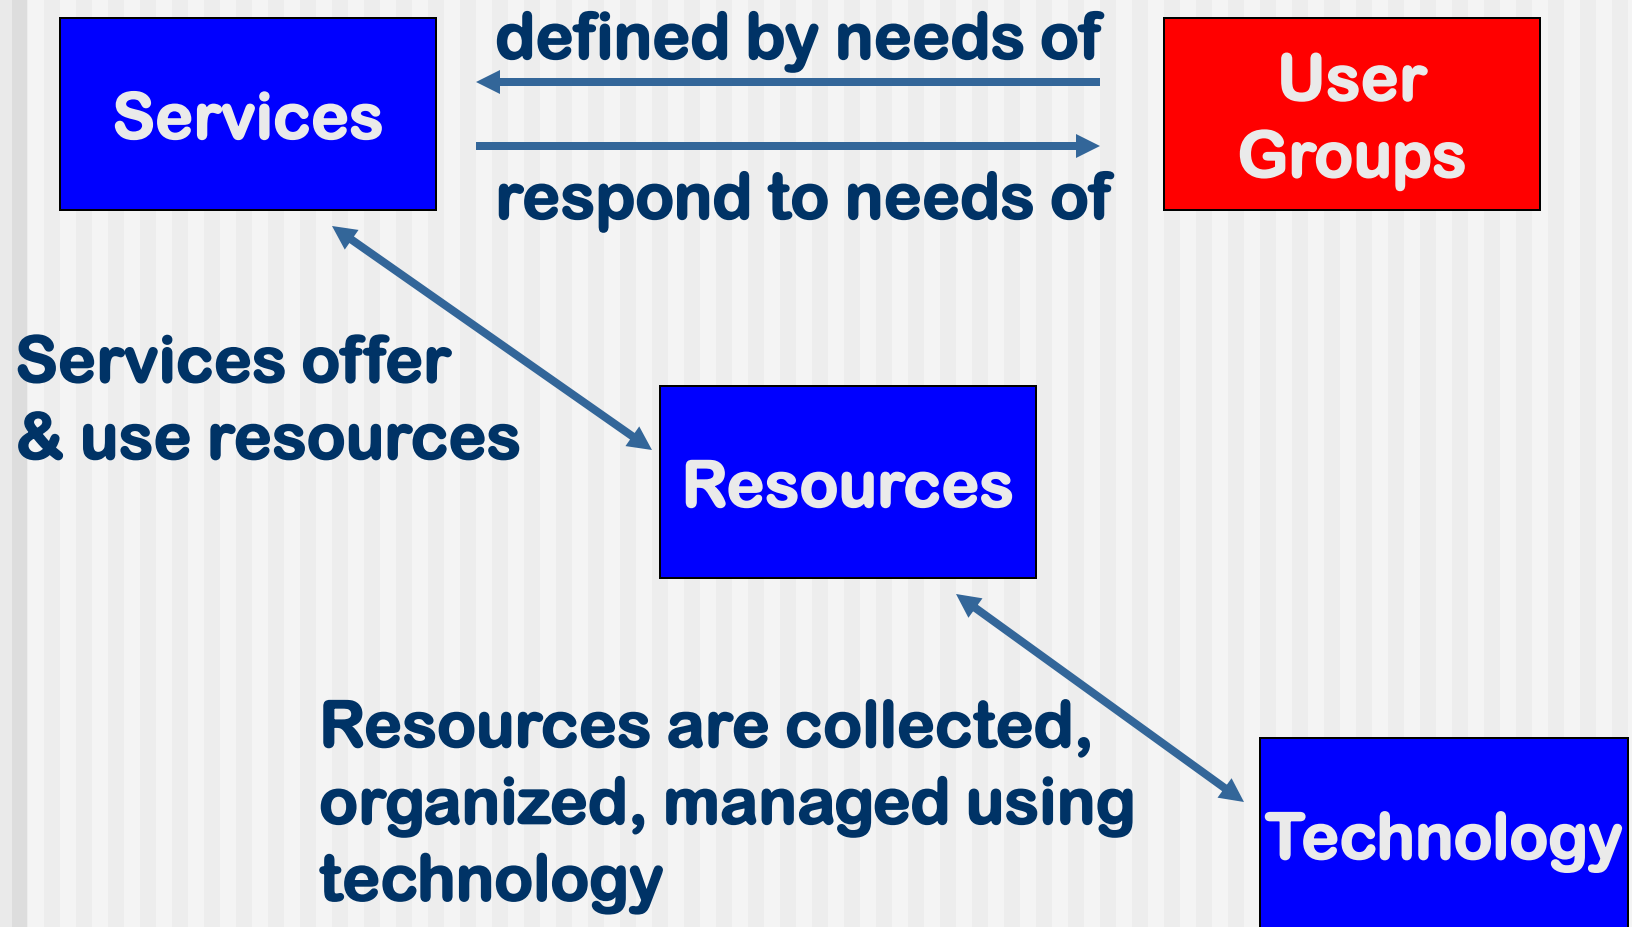 defined by needs of
Services
User
Groups
respond to needs of
Services offer
& use resources
Resources
Resources are collected,
organized, managed using
technology
Technology